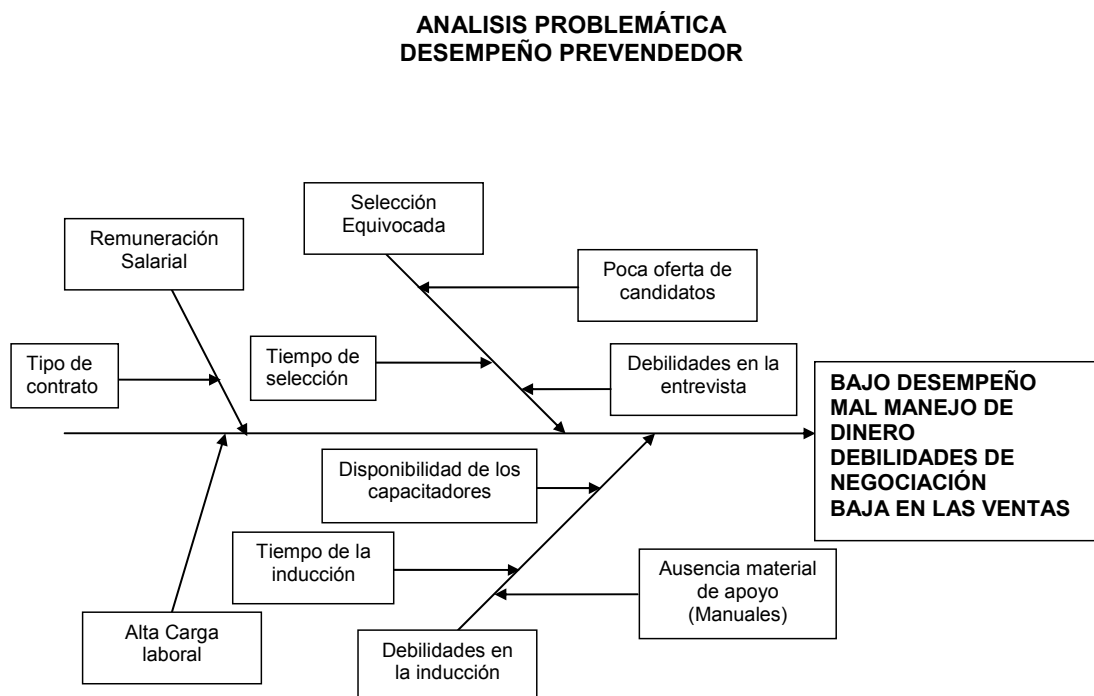 ANALISIS PROBLEMÁTICA
DESEMPEÑO PREVENDEDOR
Selección
Equivocada
Remuneración
Salarial
Poca oferta de
candidatos
Tipo de
contrato
Tiempo de
selección
Debilidades en la
entrevista
BAJO DESEMPEÑO
MAL MANEJO DE
DINERO
DEBILIDADES DE
NEGOCIACIÓN
BAJA EN LAS VENTAS
Disponibilidad de los
capacitadores
Tiempo de la
inducción
Ausencia material
de apoyo
(Manuales)
Alta Carga
laboral
Debilidades en
la inducción